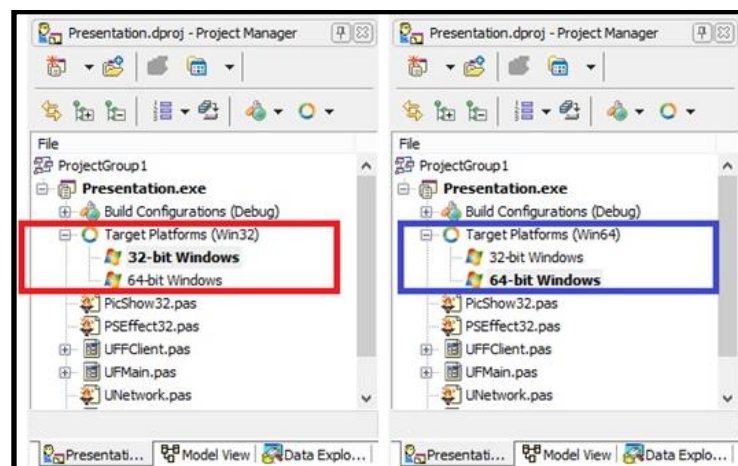 Presentation.dproj - Project Manager
File
ProjectGroup1
Presentation.exe
Build Configurations (Debug)
Target Platforms (Win32)
32-bit Windows
64-bit Windows
PicShow32.pas
PSEffect32.pas
UFFClient.pas
UFMain.pas
UNetwork.pas
Presentati... Model View Data Explo...
Presentation.dproj - Project Manager
File
ProjectGroup1
Presentation.exe
Build Configurations (Debug)
Target Platforms (Win64)
32-bit Windows
64-bit Windows
PicShow32.pas
PSEffect32.pas
UFFClient.pas
UFMain.pas
UNetwork.pas
Presentati... Model View Data Explo...